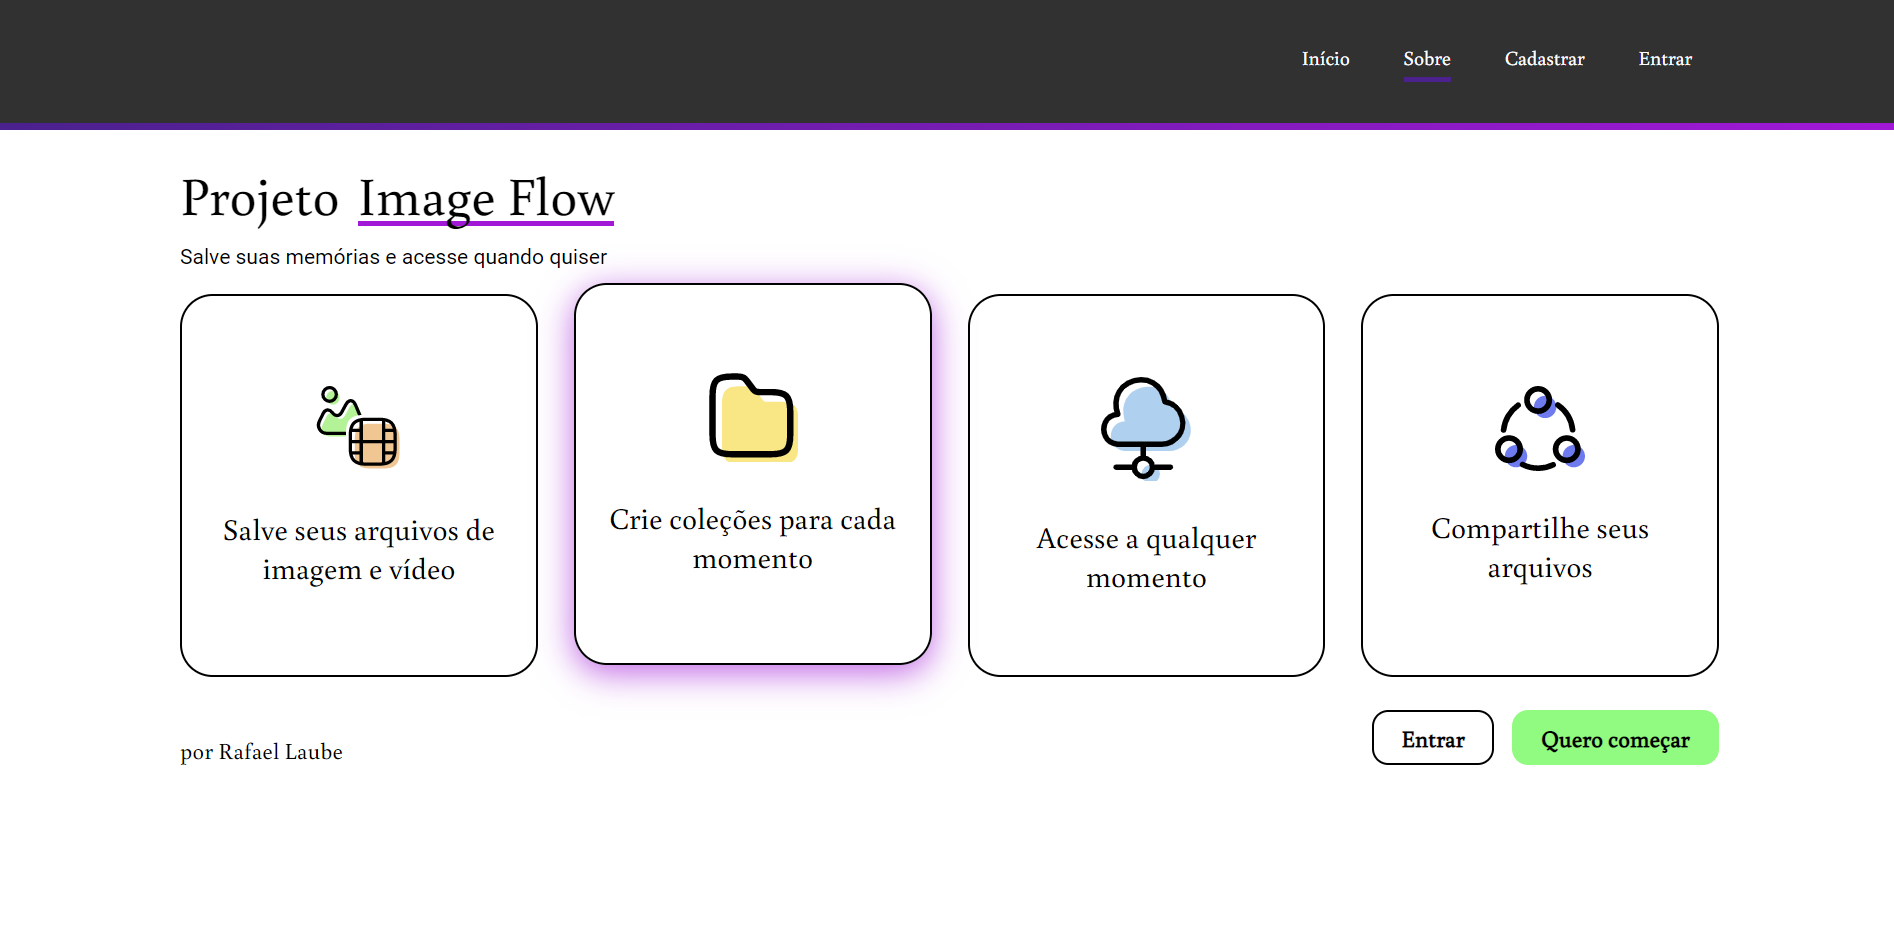 Início
Sobre
Cadastrar
Entrar
Projeto Image Flow
Salve suas memórias e acesse quando quiser
Salve seus arquivos de
imagem e vídeo
Crie coleções para cada
momento
Acesse a qualquer
momento
Compartilhe seus
arquivos
por Rafael Laube
Entrar
Quero começar